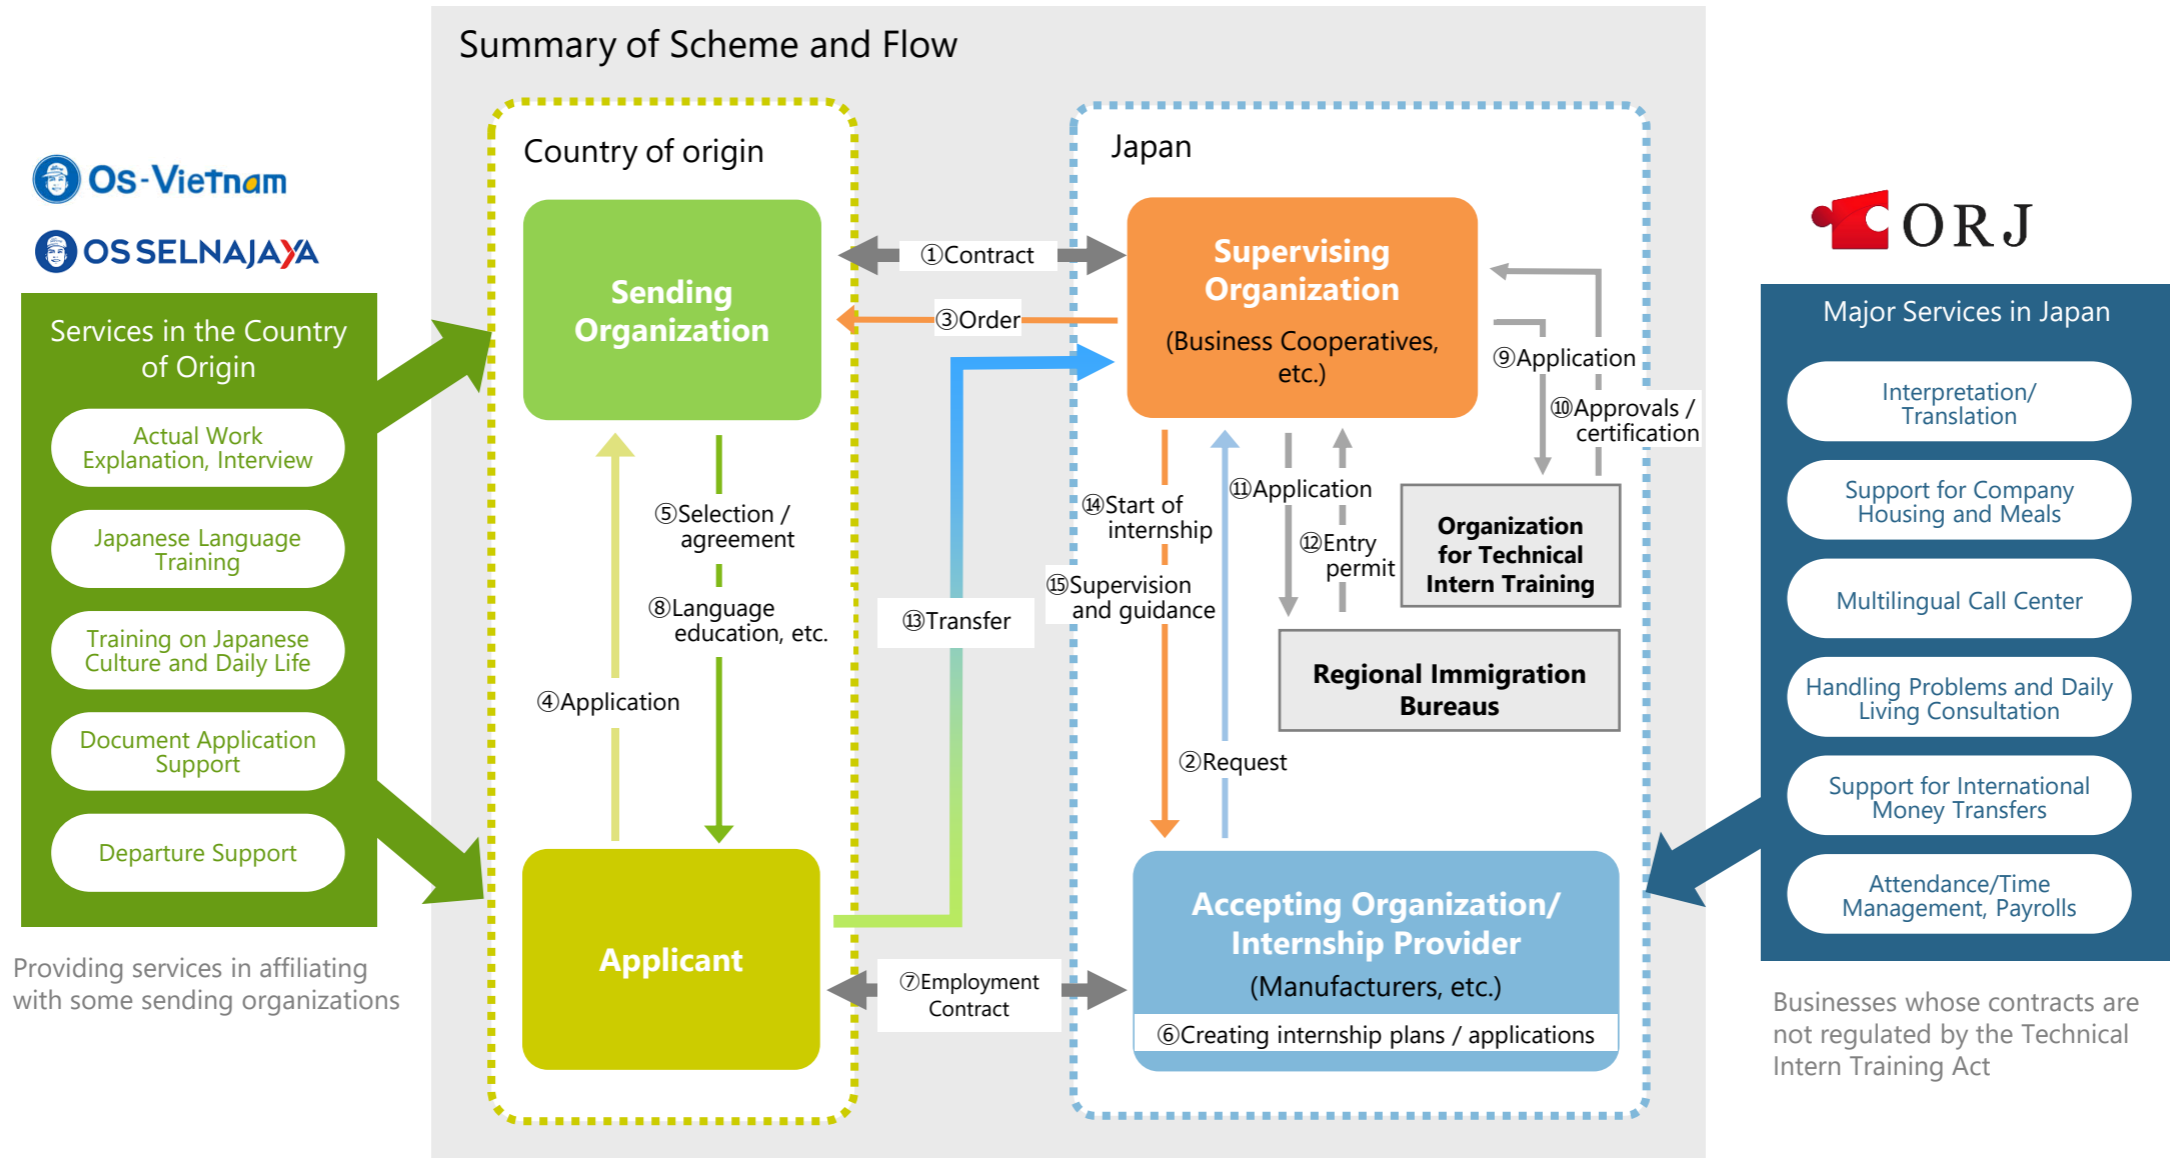 Summary of Scheme and Flow
Os-Vietnam
OS SELNAJAYA
Services in the Country
of Origin
Actual Work
Explanation, Interview
Japanese Language
Training
Training on Japanese
Culture and Daily Life
Document Application
Support
Departure Support
Providing services in affiliating
with some sending organizations
Country of origin
Sending
Organization
④Application
⑤Selection /
agreement
⑧Language
education, etc.
Applicant
①Contract
③Order
⑬Transfer
⑦Employment
Contract
Japan
Supervising
Organization
(Business Cooperatives,
etc.)
⑨Application
⑩Approvals /
certification
⑭Start of
internship
⑮Supervision
and guidance
⑪Application
⑫Entry
permit
②Request
Organization
for Technical
Intern Training
Regional Immigration
Bureaus
Accepting Organization/
Internship Provider
(Manufacturers, etc.)
⑥Creating internship plans / applications
ORJ
Major Services in Japan
Interpretation/
Translation
Support for Company
Housing and Meals
Multilingual Call Center
Handling Problems and Daily
Living Consultation
Support for International
Money Transfers
Attendance/Time
Management, Payrolls
Businesses whose contracts are
not regulated by the Technical
Intern Training Act